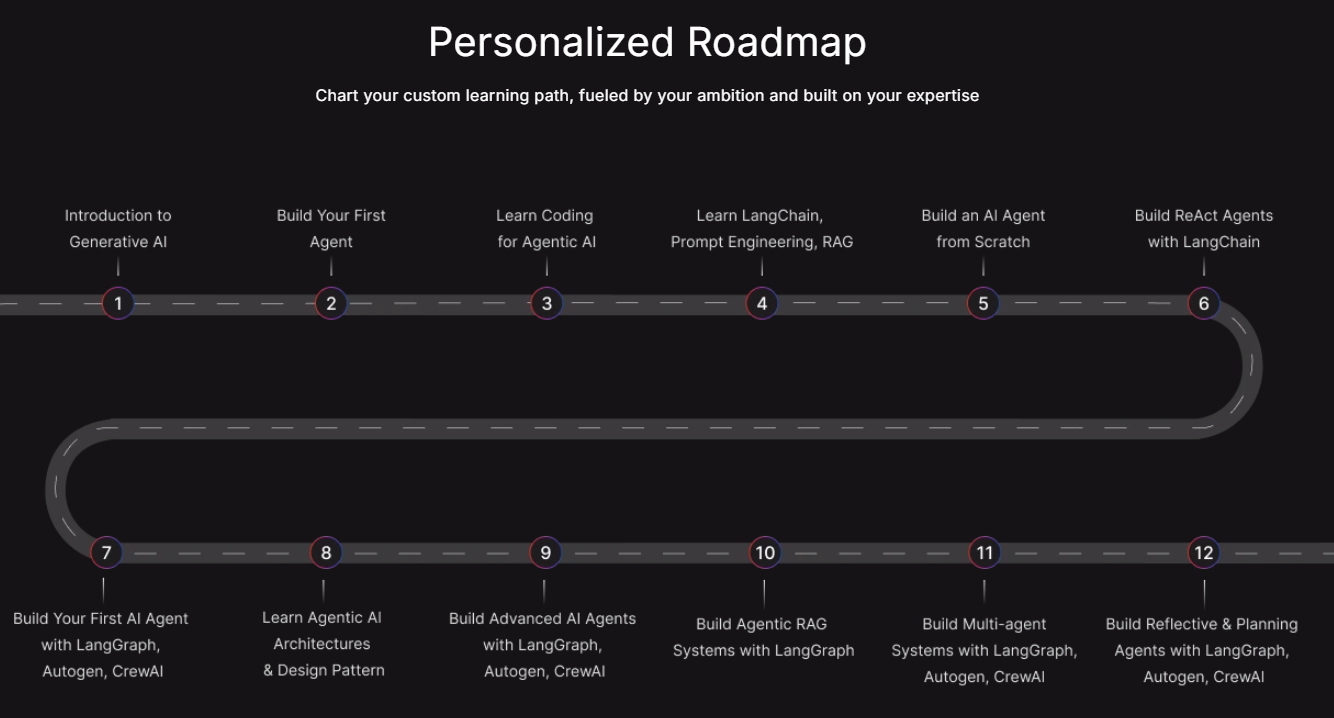 Personalized Roadmap
Chart your custom learning path, fueled by your ambition and built on your expertise
Introduction to
Generative AI
Build Your First
Agent
Learn Coding
for Agentic AI
Learn LangChain,
Prompt Engineering, RAG
Build an AI Agent
from Scratch
Build ReAct Agents
with LangChain
1
2
3
4
5
6
7
8
9
10
11
12
Build Your First AI Agent
with LangGraph,
Autogen, CrewAI
Learn Agentic AI
Architectures
& Design Pattern
Build Advanced AI Agents
with LangGraph,
Autogen, CrewAI
Build Agentic RAG
Systems with LangGraph
Build Multi-agent
Systems with LangGraph,
Autogen, CrewAI
Build Reflective & Planning
Agents with LangGraph,
Autogen, CrewAI